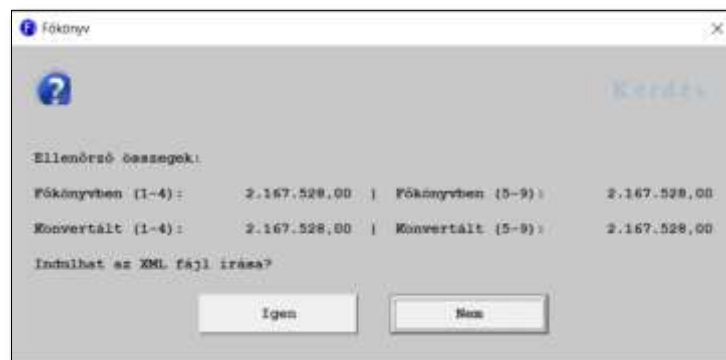 Főkönyv
Kérdés
Ellenőrző összegek:
Főkönyvben (1-4): 2.167.528,00 | Főkönyvben (5-9): 2.167.528,00
Konvertált (1-4): 2.167.528,00 | Konvertált (5-9): 2.167.528,00
Indulhat az XML fájl írása?
Igen
Nem